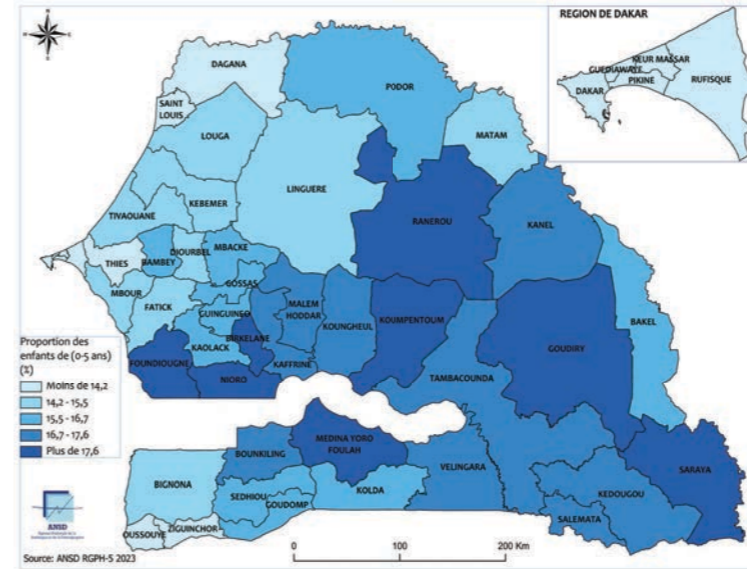 REGION DE DAKAR
KEUR MASSAR
GUEDIAWAYE
PIKINE
DAKAR
RUFISQUE
DAGANA
PODOR
SAINT
LOUIS
LOUGA
MATAM
LINGUERE
KEBEMER
TIVAOUANE
RANEROU
KANEL
MBACKE
DIOURBEL
THIES
BAMBEY
GOSSAS
MBOUR
FATICK
GUINGUINEO
MALEM
HODDAR
KOUNGHEUL
KOUMPENTOUM
BAKEL
BIRKELANE
KAOLACK
GOUDIRY
FOUNDIOUGNE
KAFFRINE
TAMBACOUNDA
NIORO
Proportion des
enfants de (0-5 ans)
(%)
Moins de 14,2
14,2 - 15,5
15,5 - 16,7
16,7 - 17,6
Plus de 17,6
MEDINA YORO
FOULAH
BOUNKILING
VELINGARA
SARAYA
BIGNONA
SEDHIOU
GOUDOMP
KOLDA
KEDOUGOU
SALEMATA
ZIGUINCHOR
OUSSOUYE
ANSD
Source: ANSD RGPH-5 2023
0
100
200 Km